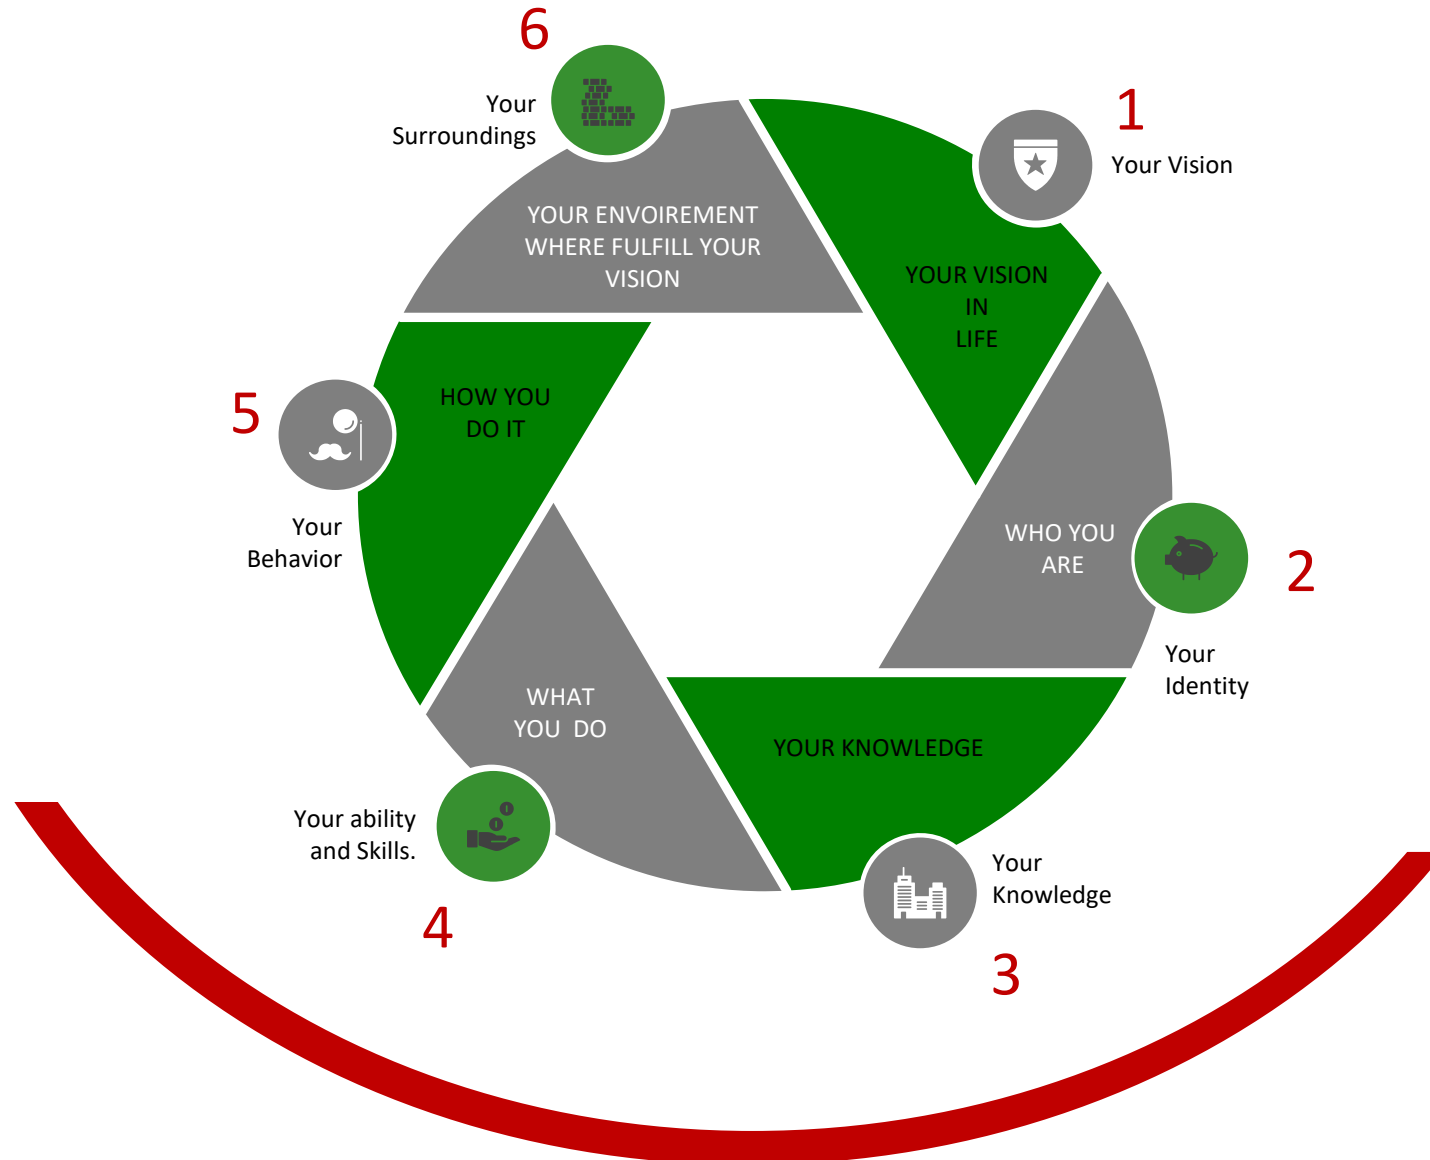 6
Your
Surroundings
1
Your Vision
YOUR ENVOIREMENT
WHERE FULFILL YOUR
VISION
YOUR VISION
IN
LIFE
5
HOW YOU
DO IT
Your
Behavior
WHO YOU
ARE
2
Your
Identity
WHAT
YOU  DO
YOUR KNOWLEDGE
Your ability
and Skills.
4
Your
Knowledge
3